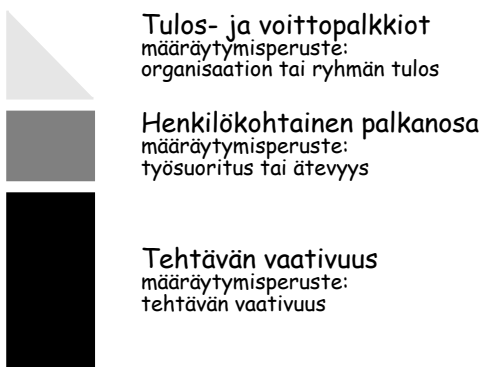 Tulos- ja voittopalkkiot
määräytymisperuste:
organisaation tai ryhmän tulos
Henkilökohtainen palkanosa
määräytymisperuste:
työsuoritus tai ätevyys
Tehtävän vaativuus
määräytymisperuste:
tehtävän vaativuus